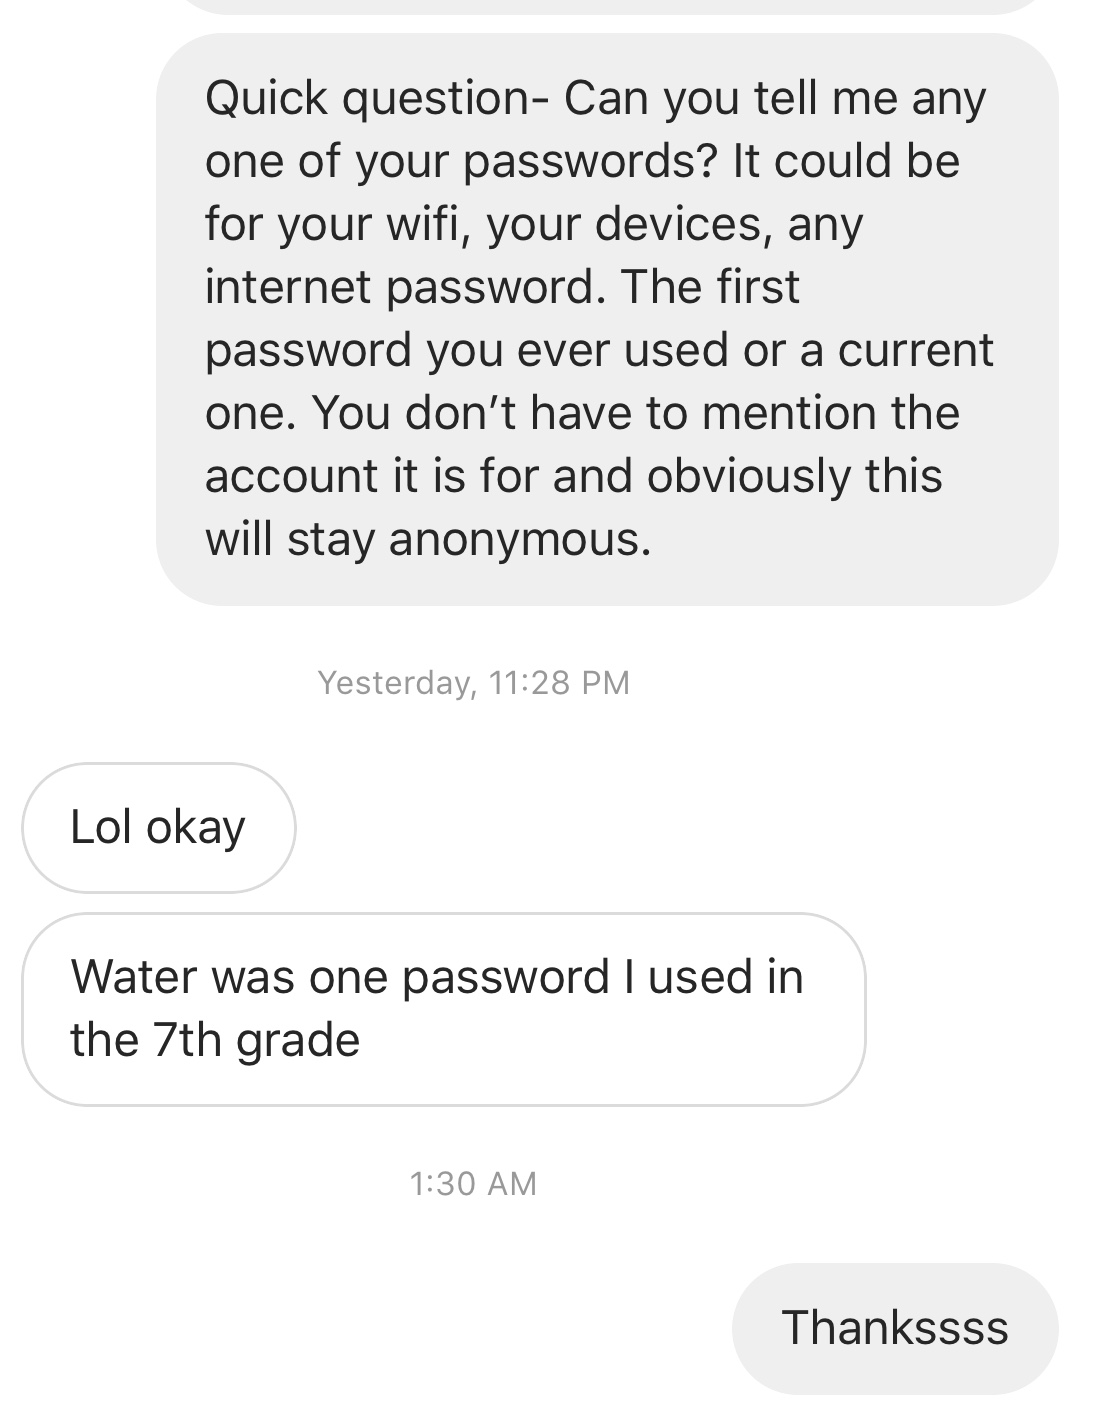 Quick question- Can you tell me any
one of your passwords? It could be
for your wifi, your devices, any
internet password. The first
password you ever used or a current
one. You don’t have to mention the
account it is for and obviously this
will stay anonymous.
Yesterday, 11:28 PM
Lol okay
Water was one password I used in
the 7th grade
1:30 AM
Thankssss